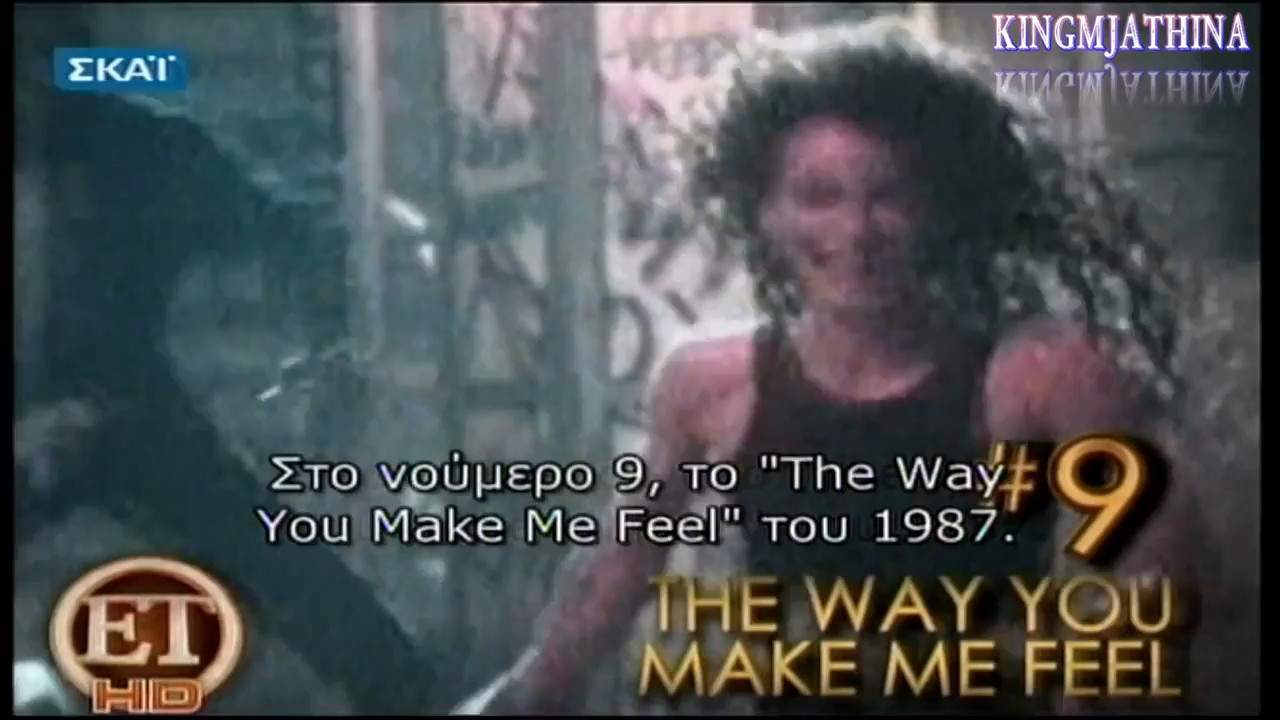 KINGMJATHINA
ΣΚΑΪ
Στο νούμερο 9, το "The Way
You Make Me Feel" του 1987.
#9
THE WAY YOU
MAKE ME FEEL
ET
HD